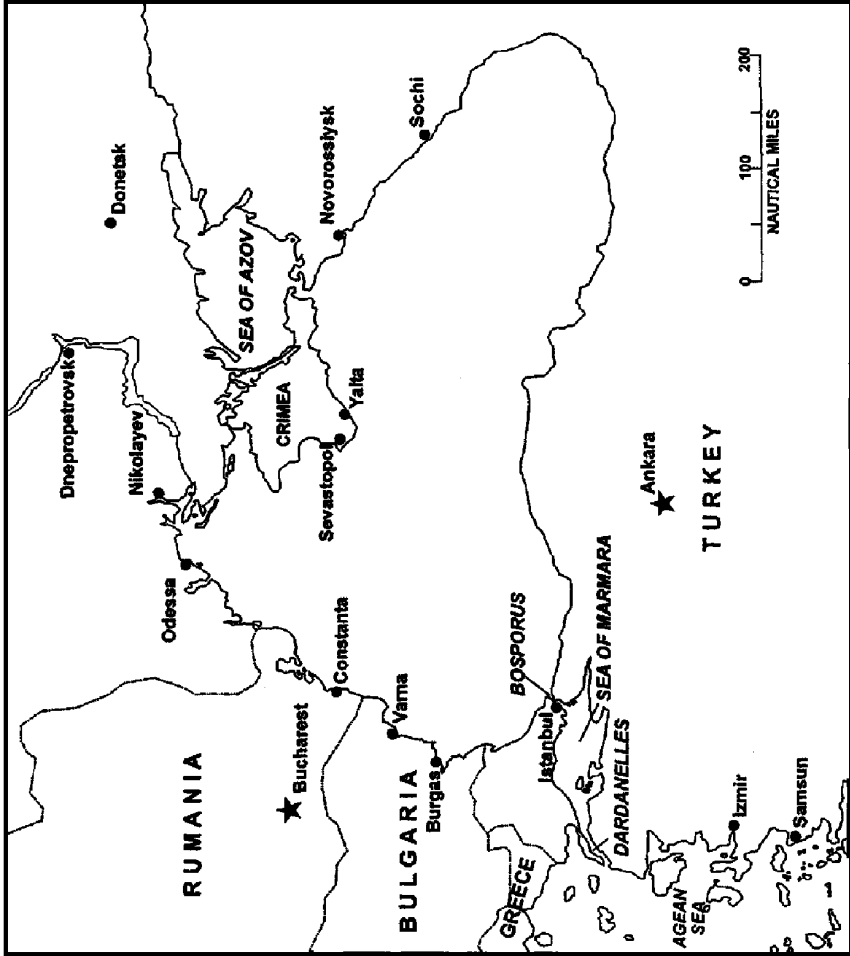 Donetsk
Dnepropetrovsk
Nikolayev
Odessa
SEA OF AZOV
CRIMEA
Novorossiysk
Sochi
Yalta
Sevastopol
RUMANIA
Bucharest
Constanta
Varna
BULGARIA
Burgas
GREECE
BOSPORUS
Istanbul
SEA OF MARMARA
DARDANELLES
TURKEY
Ankara
Izmir
Samsun
AGEAN
SEA
0 100 200
NAUTICAL MILES